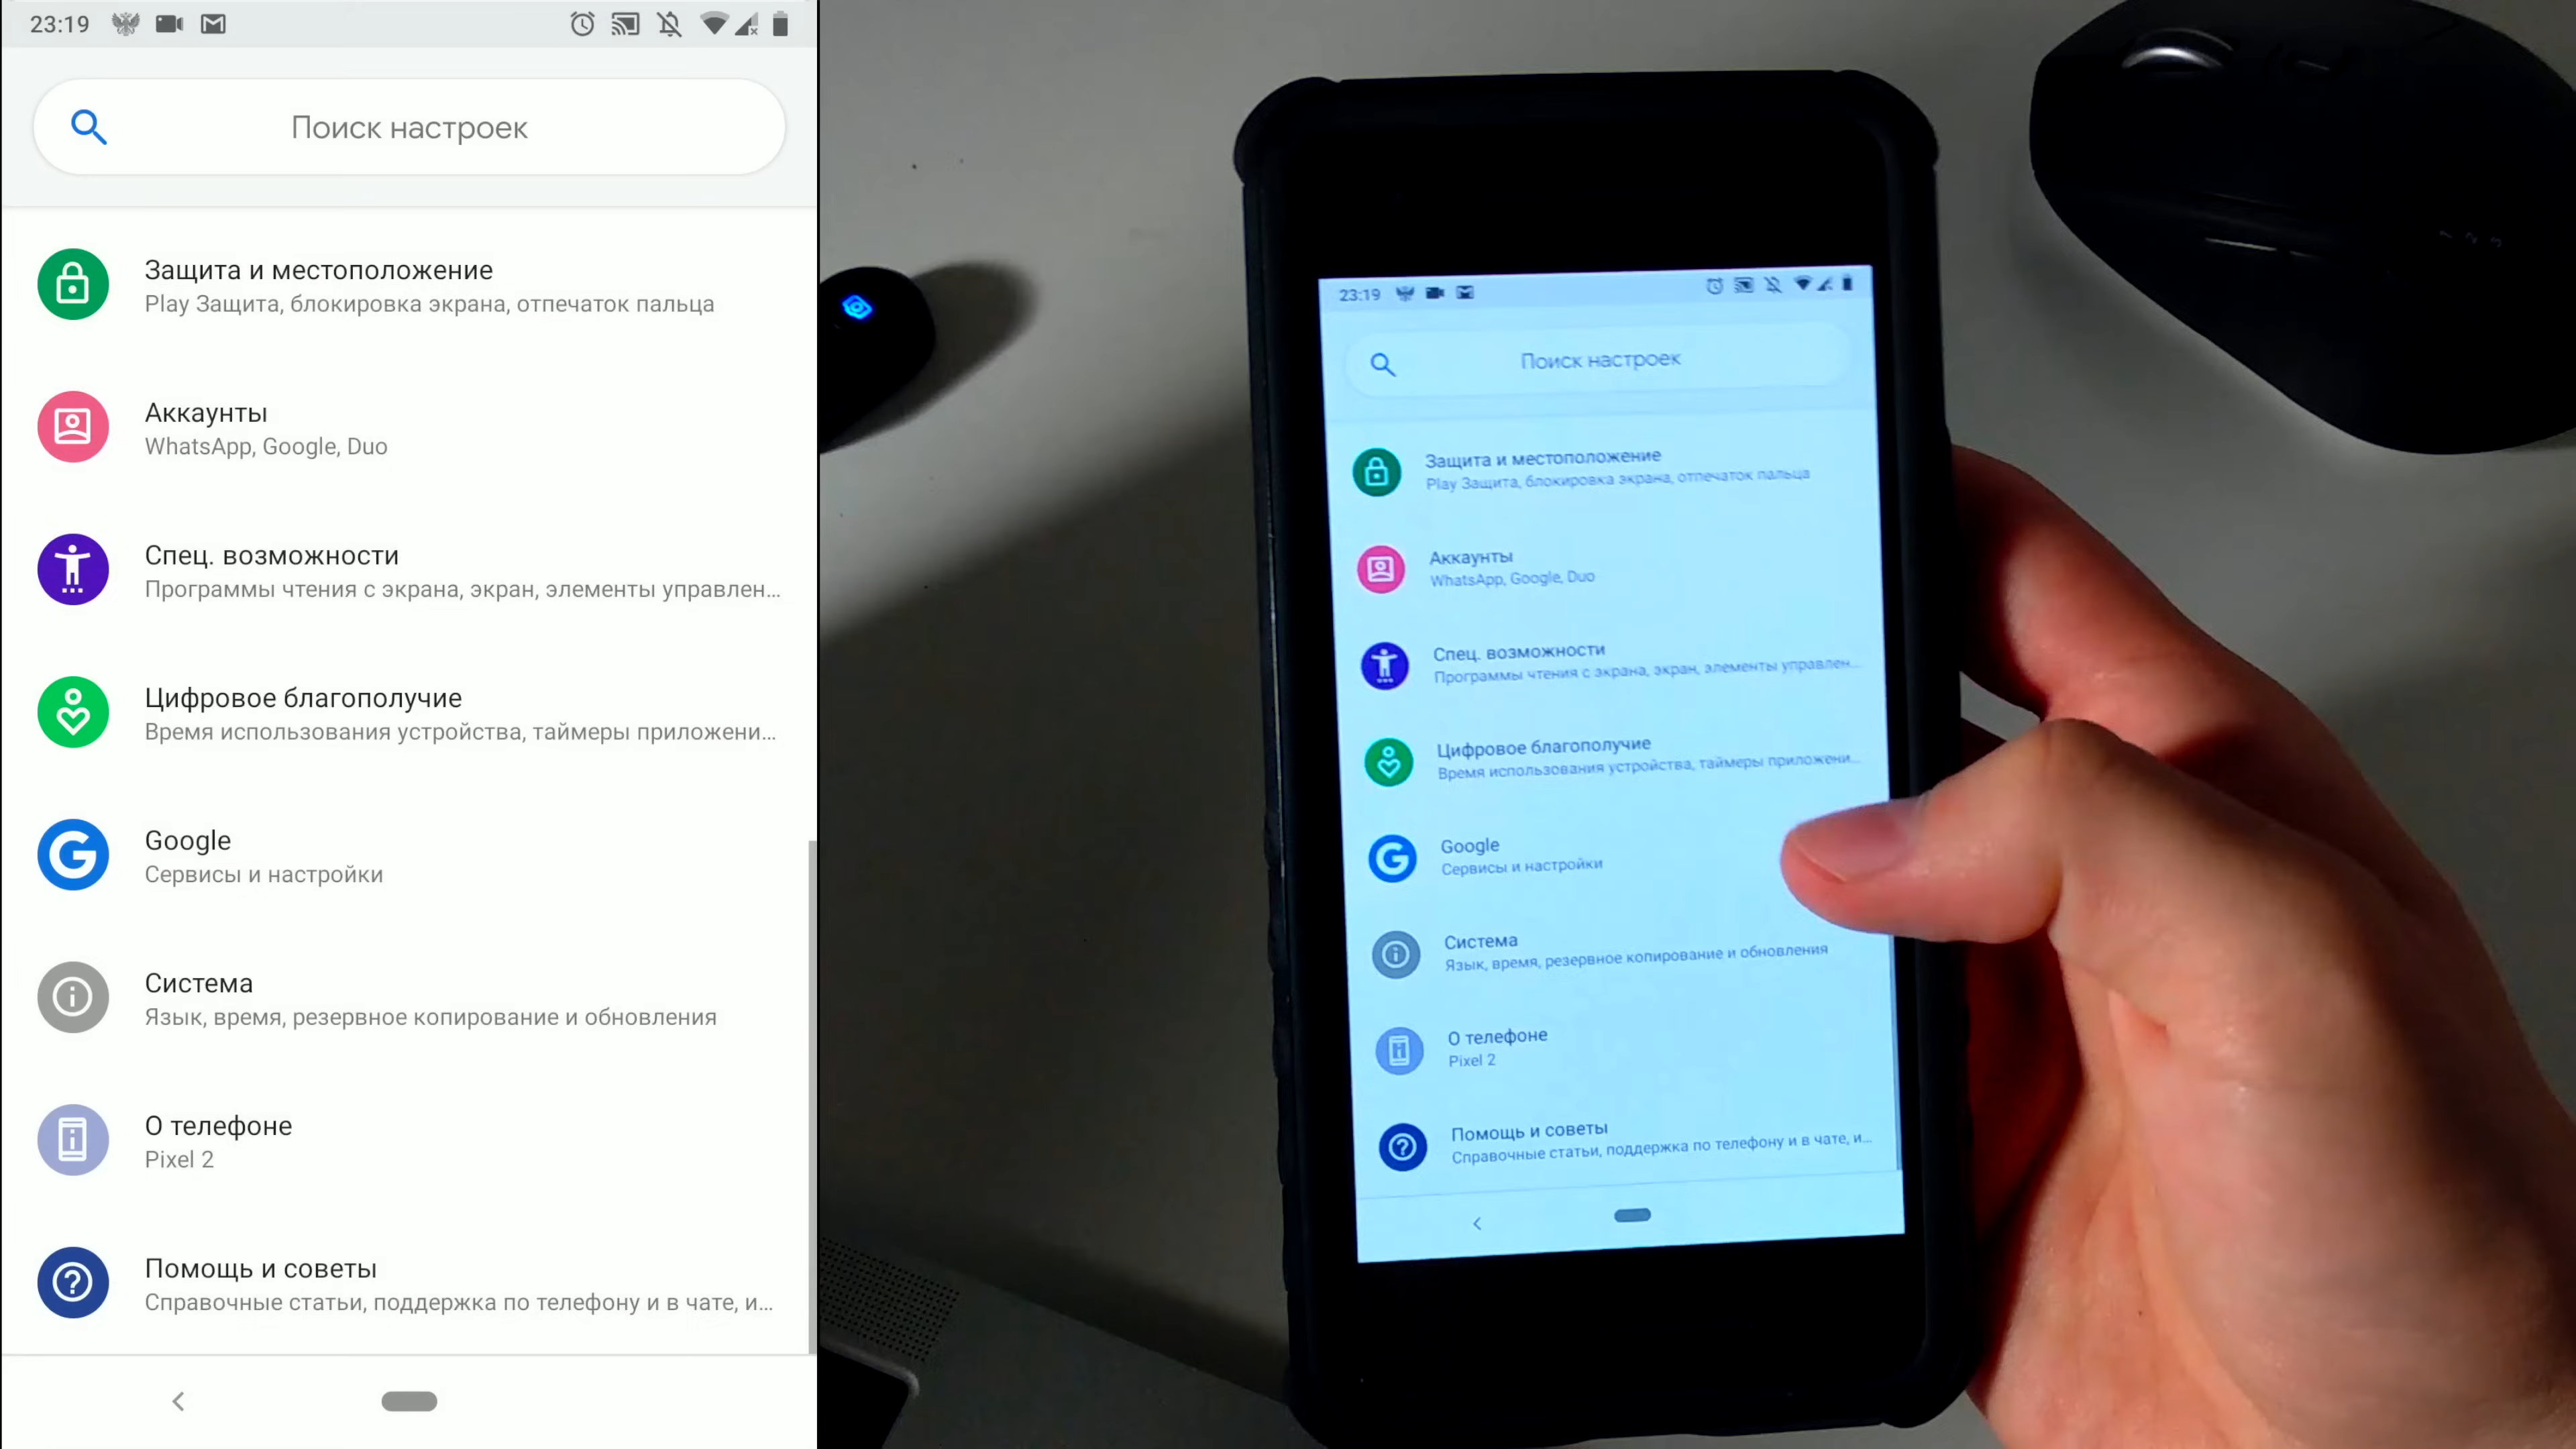 23:19
Поиск настроек
Защита и местоположение
Play Защита, блокировка экрана, отпечаток пальца
Аккаунты
WhatsApp, Google, Duo
Спец. возможности
Программы чтения с экрана, экран, элементы управлен...
Цифровое благополучие
Время использования устройства, таймеры приложени...
Google
Сервисы и настройки
Система
Язык, время, резервное копирование и обновления
О телефоне
Pixel 2
Помощь и советы
Справочные статьи, поддержка по телефону и в чате, и...
23:19
Поиск настроек
Защита и местоположение
Play Защита, блокировка экрана, отпечаток пальца
Аккаунты
WhatsApp, Google, Duo
Спец. возможности
Программы чтения с экрана, экран, элементы управлен...
Цифровое благополучие
Время использования устройства, таймеры приложени...
Google
Сервисы и настройки
Система
Язык, время, резервное копирование и обновления
О телефоне
Pixel 2
Помощь и советы
Справочные статьи, поддержка по телефону и в чате, и...